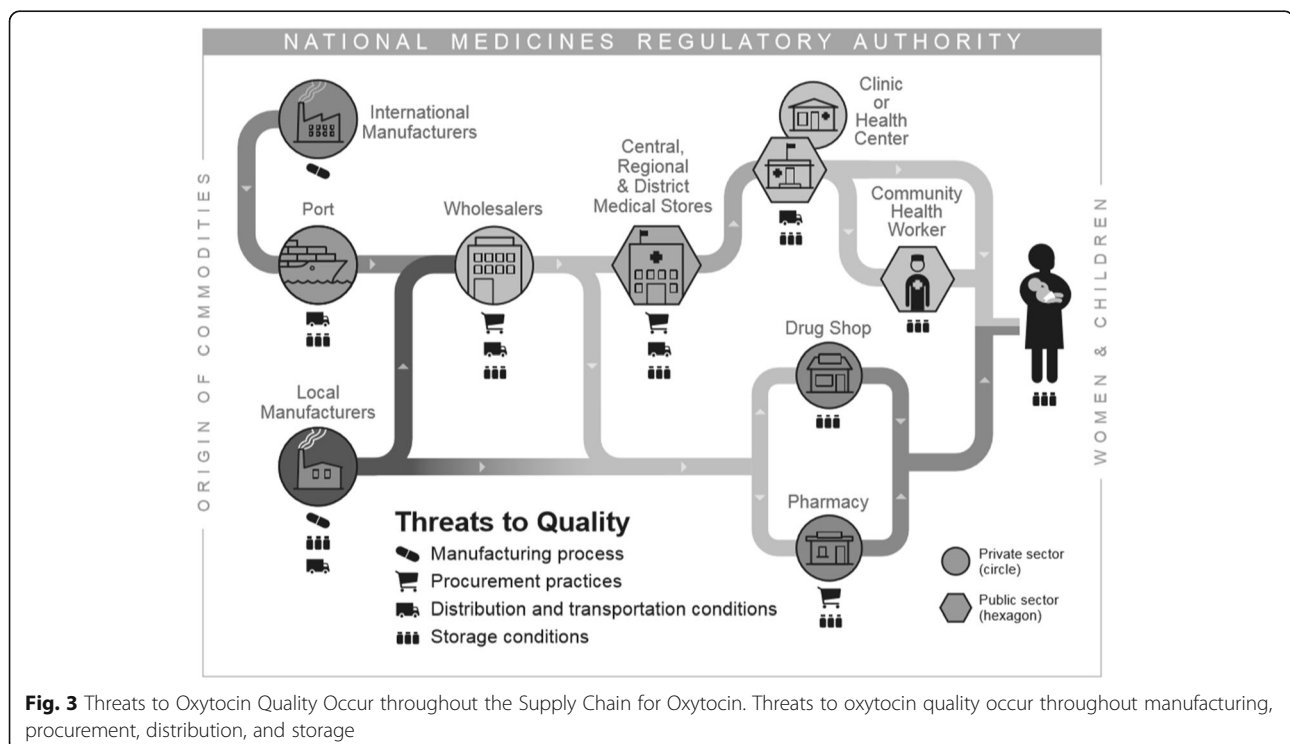 NATIONAL MEDICINES REGULATORY AUTHORITY
ORIGIN OF COMMODITIES
International
Manufacturers
Port
Local
Manufacturers
Wholesalers
Central,
Regional
& District
Medical Stores
Clinic
or
Health
Center
Community
Health
Worker
Drug Shop
Pharmacy
WOMEN & CHILDREN
Threats to Quality
Manufacturing process
Procurement practices
Distribution and transportation conditions
Storage conditions
Private sector
(circle)
Public sector
(hexagon)
Fig. 3 Threats to Oxytocin Quality Occur throughout the Supply Chain for Oxytocin. Threats to oxytocin quality occur throughout manufacturing,
procurement, distribution, and storage